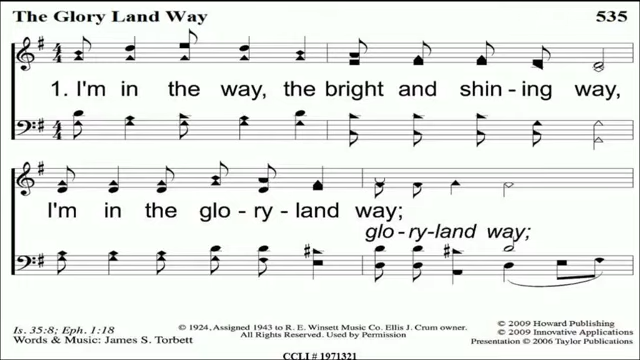 The Glory Land Way 535
1. I'm in the way, the bright and shin - ing way,
I'm in the glo - ry - land way;
glo - ry-land way;
Is. 35:8; Eph. 1:18
Words & Music: James S. Torbett
© 1924, Assigned 1943 to R. E. Winsett Music Co. Ellis J. Crum owner.
All Rights Reserved. Used by Permission
CCLI # 1971321
© 2009 Howard Publishing
© 2009 Innovative Applications
Presentation © 2006 Taylor Publications